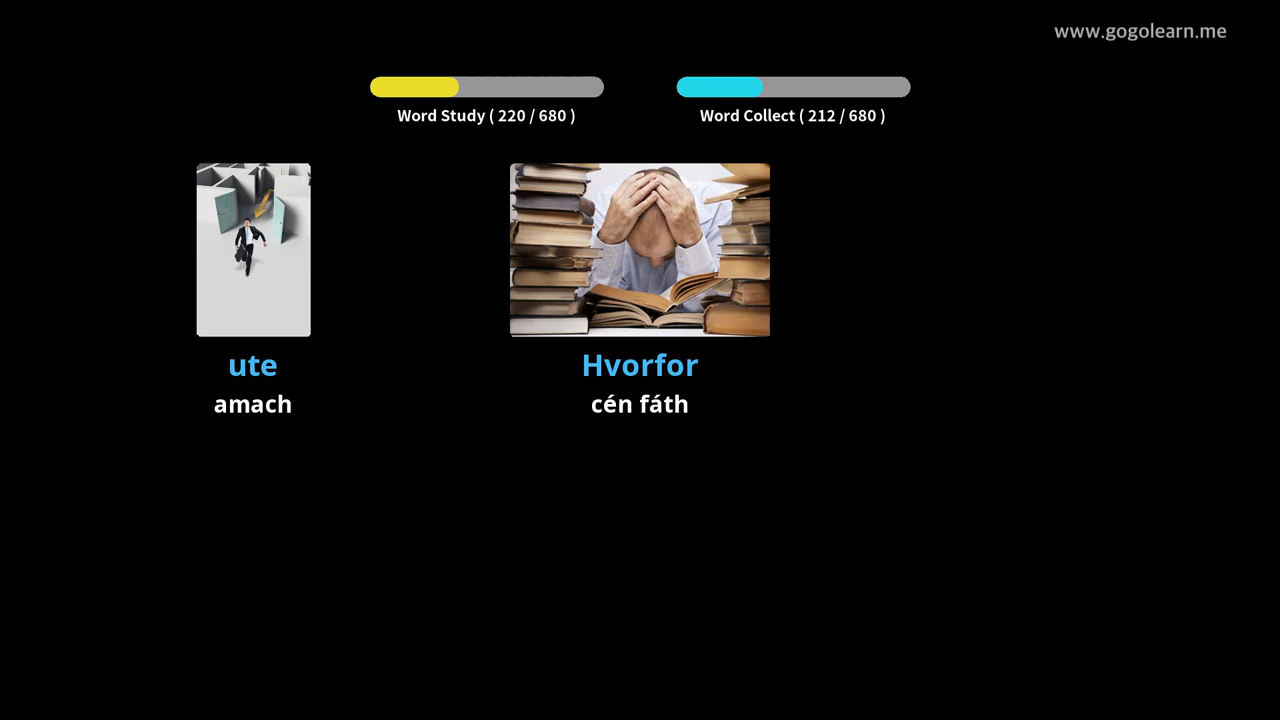 www.gogolearn.me
Word Study ( 220 / 680 )
Word Collect ( 212 / 680 )
ute
amach
Hvorfor
cén fáth